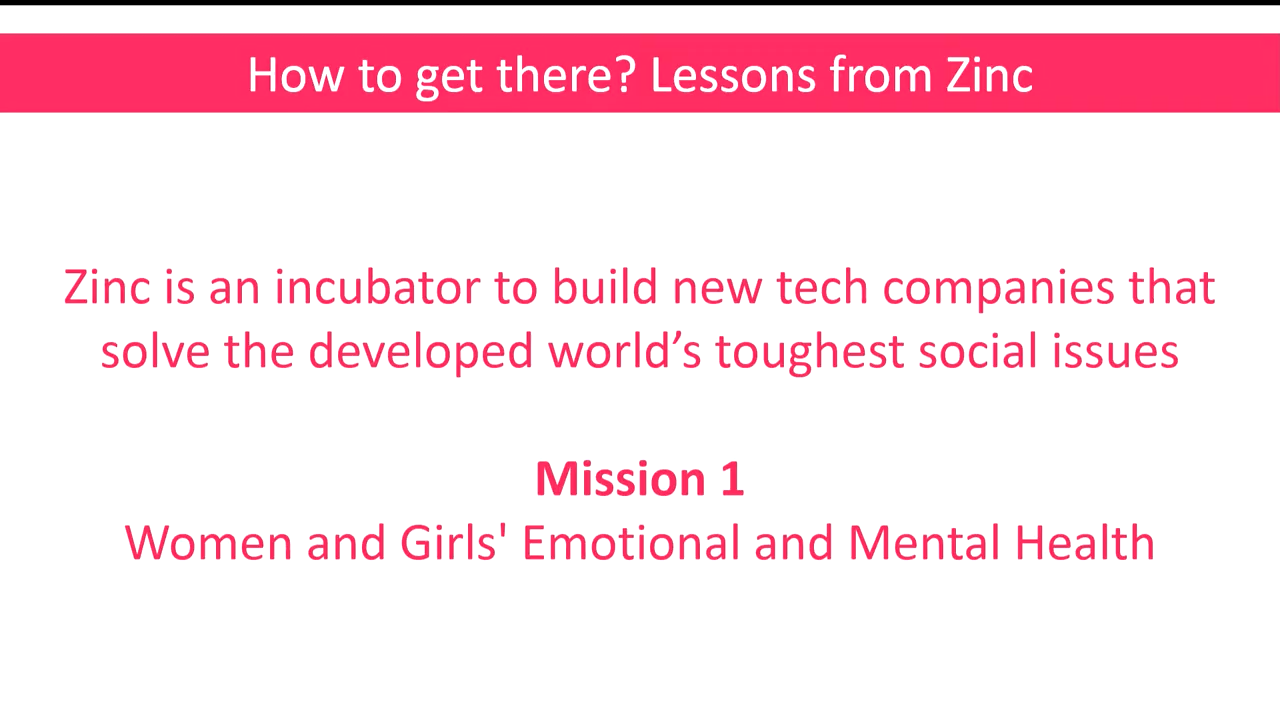 How to get there? Lessons from Zinc
Zinc is an incubator to build new tech companies that
solve the developed world’s toughest social issues
Mission 1
Women and Girls' Emotional and Mental Health